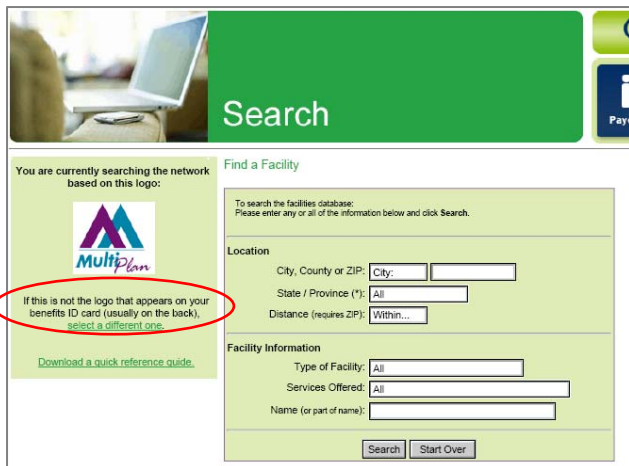 Search
Pay
You are currently searching the network
based on this logo:
MultiPlan
If this is not the logo that appears on your
benefits ID card (usually on the back),
select a different one.
Download a quick reference guide.
Find a Facility
To search the facilities database:
Please enter any or all of the information below and click Search.
Location
City, County or ZIP: City:
State / Province (*): All
Distance (requires ZIP): Within...
Facility Information
Type of Facility: All
Services Offered: All
Name (or part of name):
Search Start Over